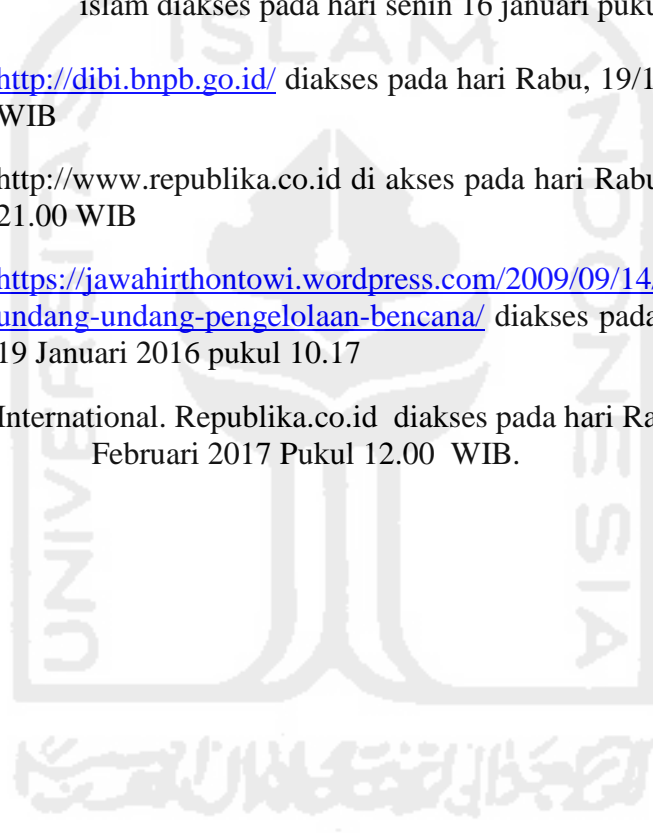 islam diakses pada hari senin 16 januari puku
ISLAM
http://dibi.bnpb.go.id/ diakses pada hari Rabu, 19/1
WIB
http://www.republika.co.id di akses pada hari Rabu
21.00 WIB
https://jawahirthontowi.wordpress.com/2009/09/14/
undang-undang-pengelolaan-bencana/ diakses pada
19 Januari 2016 pukul 10.17
International. Republika.co.id  diakses pada hari Ra
Februari 2017 Pukul 12.00  WIB.
UNIVERSITAS
INDONESIA